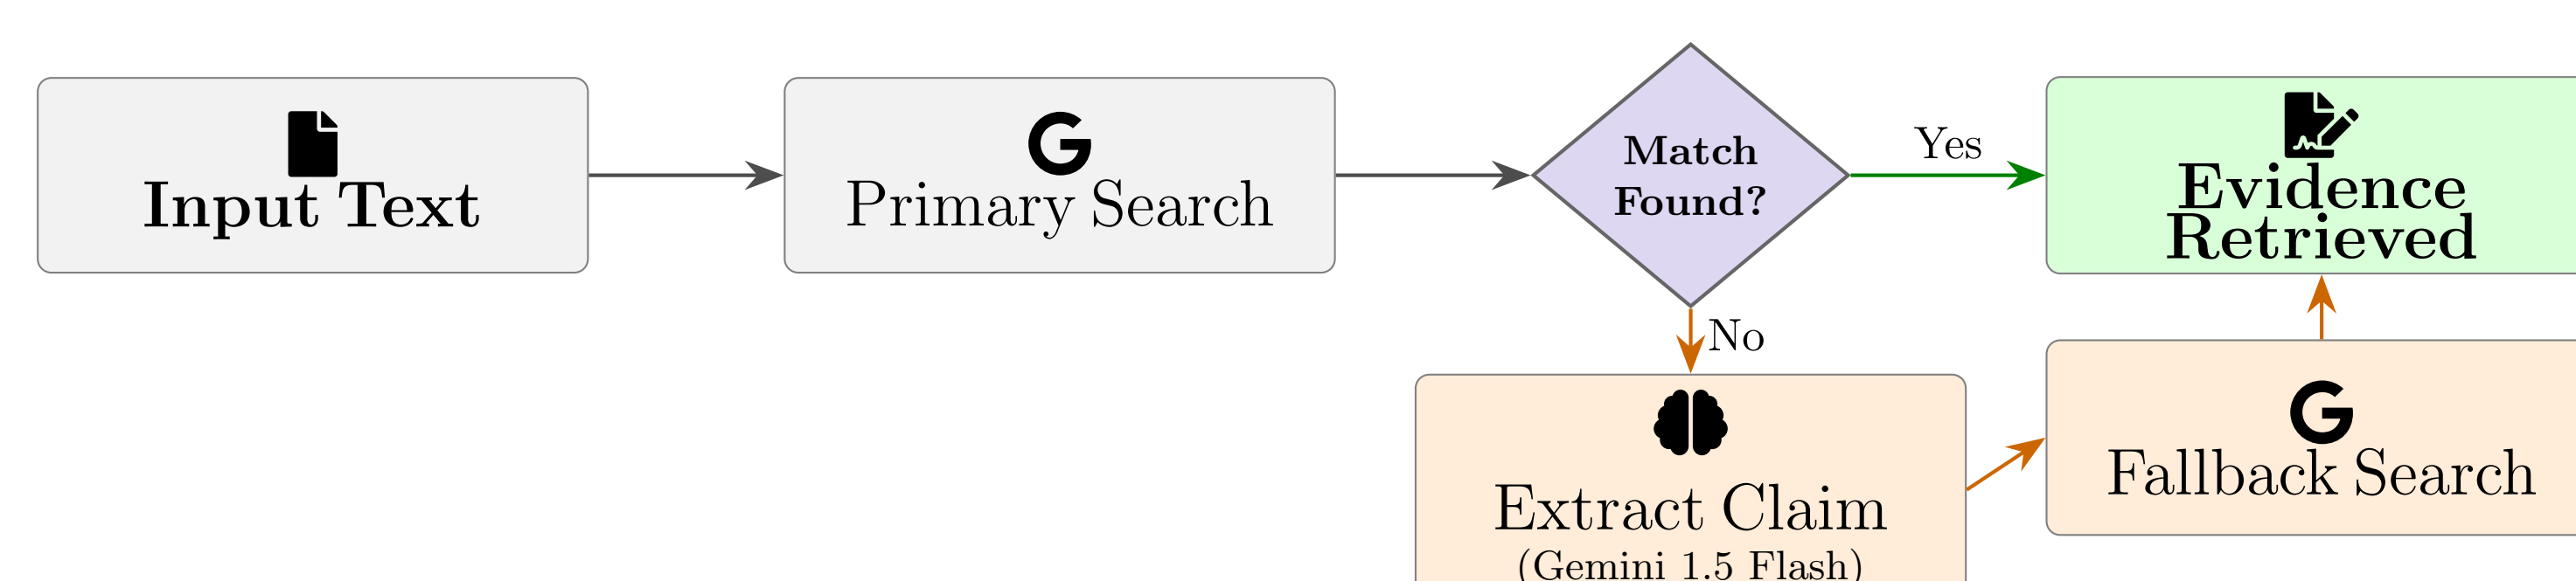 Input Text
Primary Search
Match
Found?
Yes
Evidence
Retrieved
No
Extract Claim
(Gemini 1.5 Flash)
Fallback Search